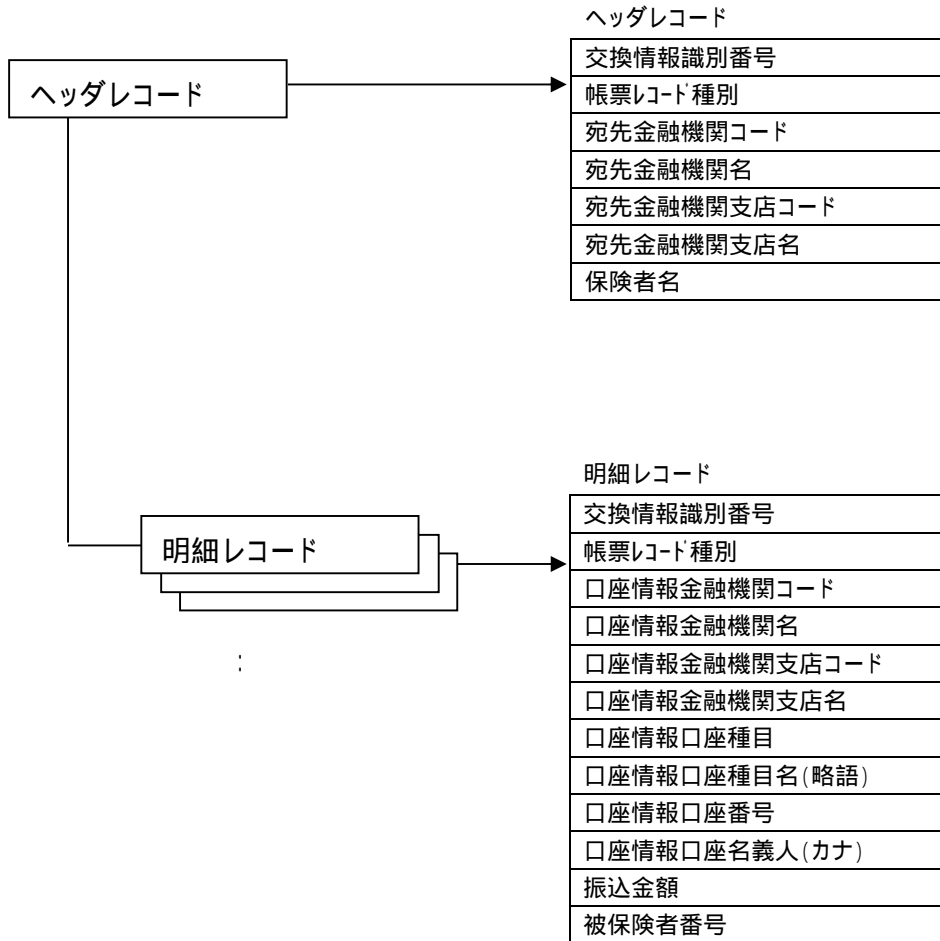 ヘッダレコード
交換情報識別番号
ヘッダレコード
帳票ﾚｺｰﾄﾞ種別
宛先金融機関コード
宛先金融機関名
宛先金融機関支店コード
宛先金融機関支店名
保険者名
明細レコード
交換情報識別番号
明細レコード
帳票ﾚｺｰﾄﾞ種別
口座情報金融機関コード
口座情報金融機関名
口座情報金融機関支店コード
:
口座情報金融機関支店名
口座情報口座種目
口座情報口座種目名(略語)
口座情報口座番号
口座情報口座名義人(カナ)
振込金額
被保険者番号